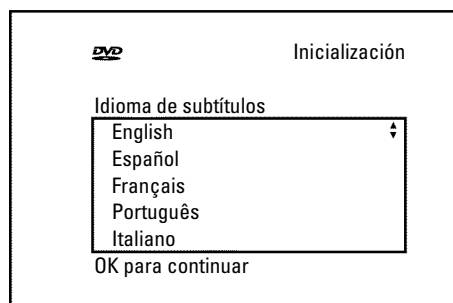 DVD
Inicialización
Idioma de subtítulos
English
Español
Français
Português
Italiano
OK para continuar